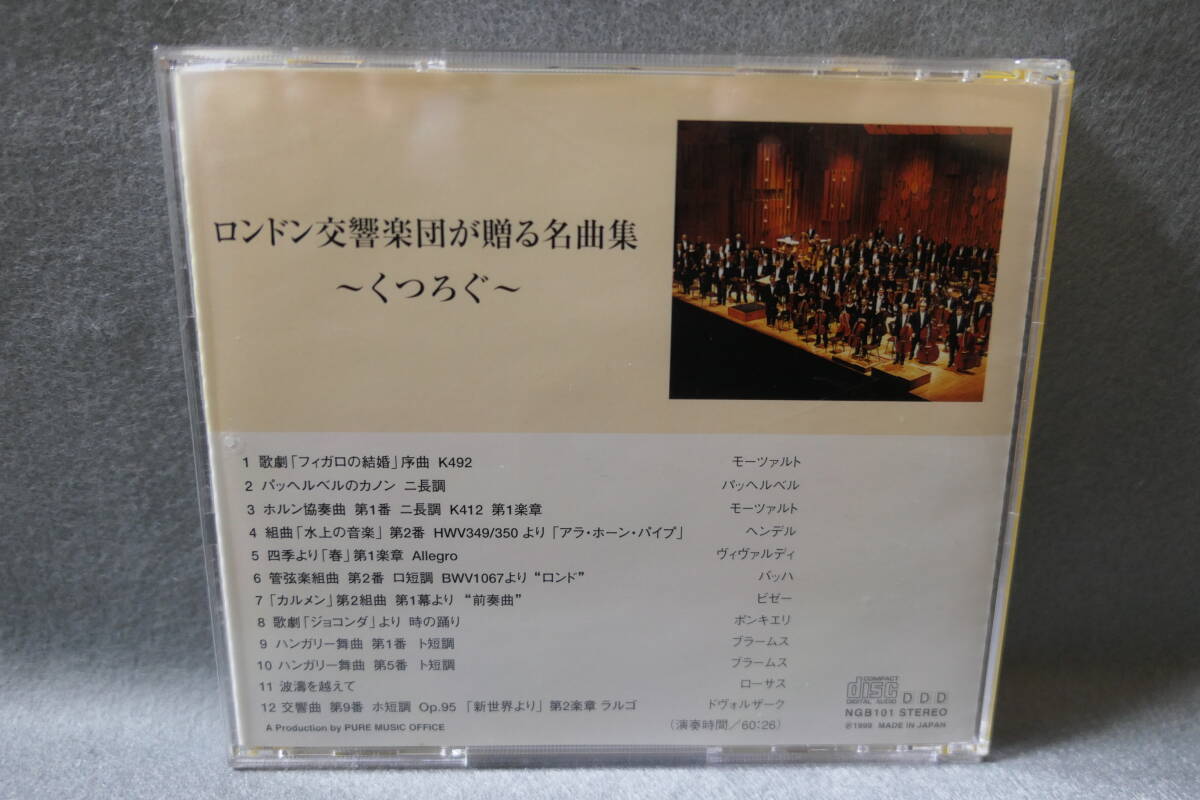 ロンドン交響楽団が贈る名曲集
～くつろぐ～
1 歌劇「フィガロの結婚」序曲 K492 モーツァルト
2 パッヘルベルのカノン ニ長調 パッヘルベル
3 ホルン協奏曲 第1番 ニ長調 K412 第1楽章 モーツァルト
4 組曲「水上の音楽」第2番 HWV349/350 より「アラ・ホーン・パイプ」 ヘンデル
5 四季より「春」第1楽章 Allegro ヴィヴァルディ
6 管弦楽組曲 第2番 ロ短調 BWV1067より “ロンド” バッハ
7 「カルメン」第2組曲 第1幕より “前奏曲” ビゼー
8 歌劇「ジョコンダ」より 時の踊り ポンキエリ
9 ハンガリー舞曲 第1番 ト短調 ブラームス
10 ハンガリー舞曲 第5番 ト短調 ブラームス
11 波濤を越えて ローサス
12 交響曲 第9番 ホ短調 Op.95 「新世界より」第2楽章 ラルゴ ドヴォルザーク
A Production by PURE MUSIC OFFICE
(演奏時間／60:26)
COMPACT
disc
DIGITAL AUDIO
DDD
NGB101 STEREO
℗1999 MADE IN JAPAN